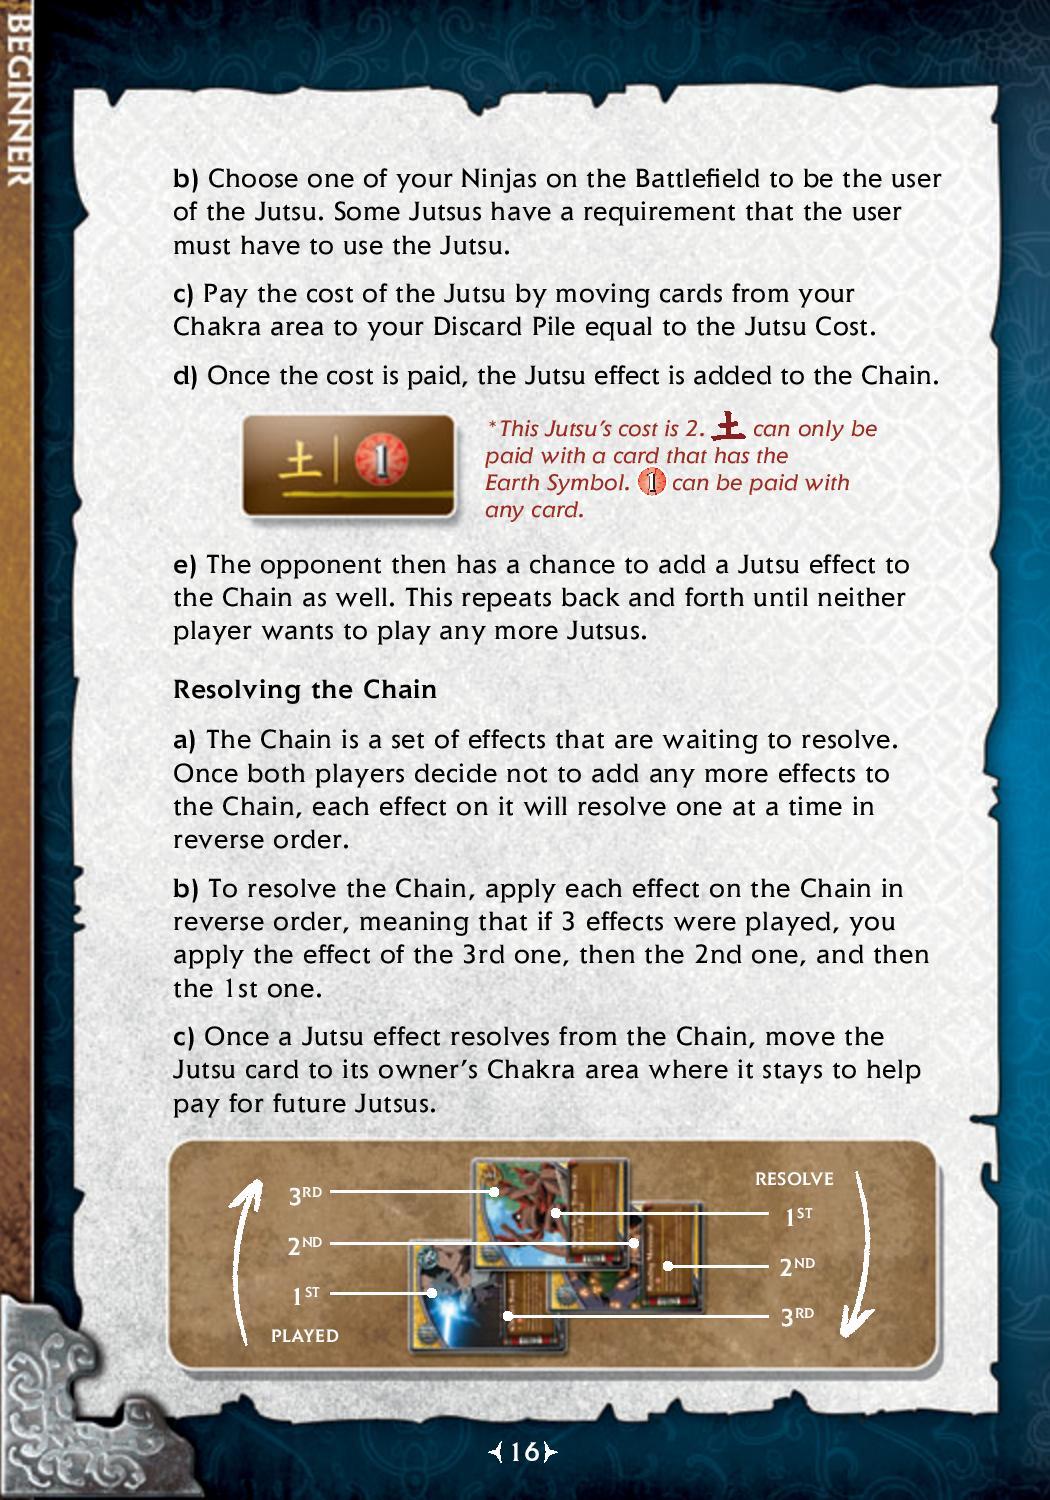 BEGINNER
b) Choose one of your Ninjas on the Battlefield to be the user
of the Jutsu. Some Jutsus have a requirement that the user
must have to use the Jutsu.
c) Pay the cost of the Jutsu by moving cards from your
Chakra area to your Discard Pile equal to the Jutsu Cost.
d) Once the cost is paid, the Jutsu effect is added to the Chain.
土 | 1
*This Jutsu's cost is 2. 土 can only be
paid with a card that has the
Earth Symbol. 1 can be paid with
any card.
e) The opponent then has a chance to add a Jutsu effect to
the Chain as well. This repeats back and forth until neither
player wants to play any more Jutsus.
Resolving the Chain
a) The Chain is a set of effects that are waiting to resolve.
Once both players decide not to add any more effects to
the Chain, each effect on it will resolve one at a time in
reverse order.
b) To resolve the Chain, apply each effect on the Chain in
reverse order, meaning that if 3 effects were played, you
apply the effect of the 3rd one, then the 2nd one, and then
the 1st one.
c) Once a Jutsu effect resolves from the Chain, move the
Jutsu card to its owner's Chakra area where it stays to help
pay for future Jutsus.
3RD
2ND
1ST
PLAYED
RESOLVE
1ST
2ND
3RD
16